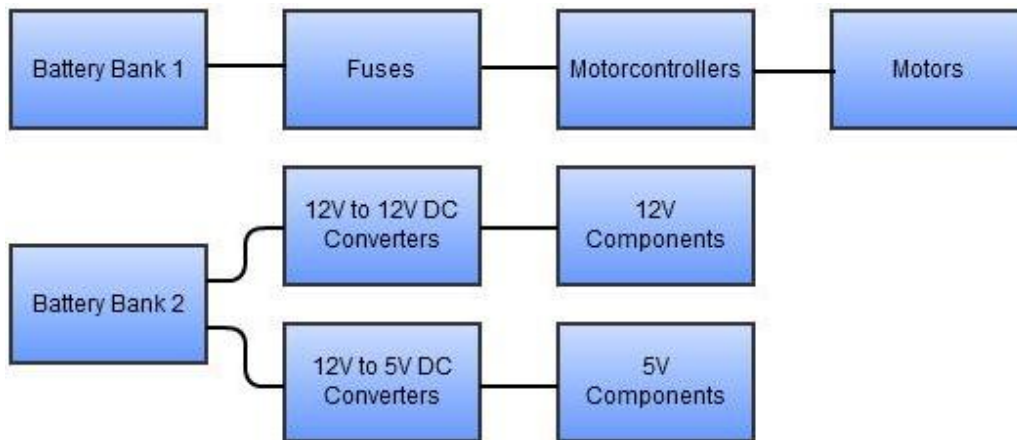 Battery Bank 1
Fuses
Motorcontrollers
Motors
12V to 12V DC
Converters
12V
Components
Battery Bank 2
12V to 5V DC
Converters
5V
Components